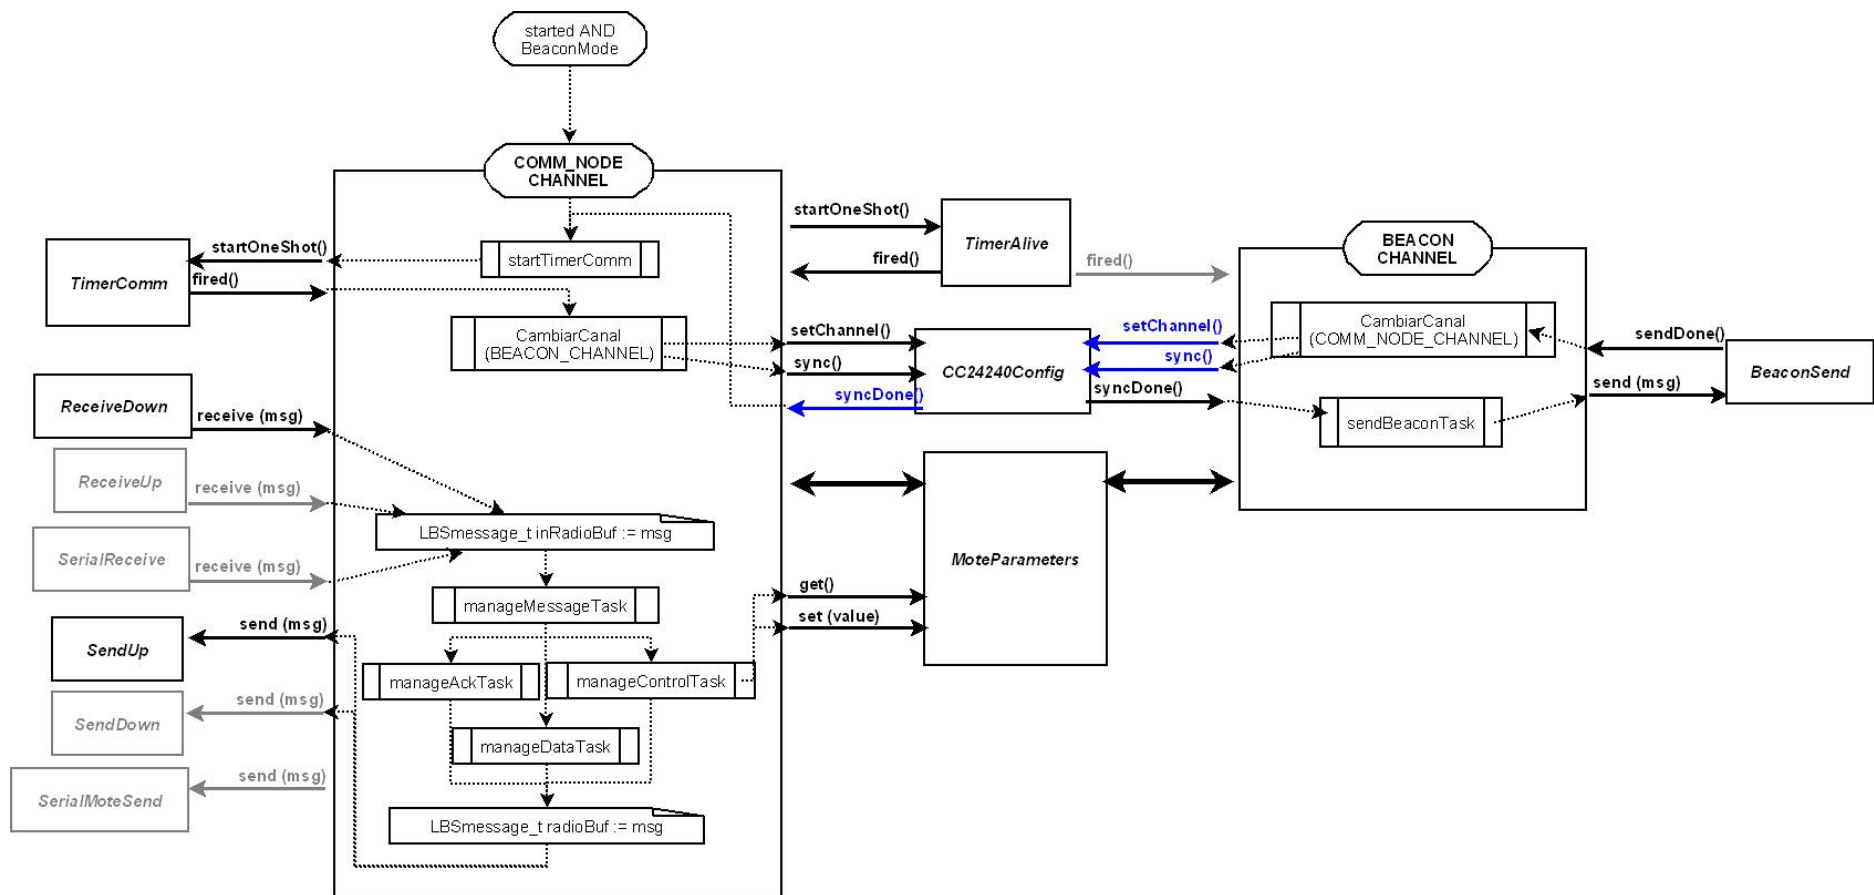 started AND
BeaconMode
COMM_NODE
CHANNEL
startOneShot()
TimerComm
fired()
startTimerComm
CambiarCanal
(BEACON_CHANNEL)
startOneShot()
TimerAlive
fired()
fired()
BEACON
CHANNEL
setChannel()
sync()
syncDone()
CC24240Config
setChannel()
sync()
syncDone()
CambiarCanal
(COMM_NODE_CHANNEL)
sendBeaconTask
sendDone()
send (msg)
BeaconSend
ReceiveDown
receive (msg)
ReceiveUp
receive (msg)
SerialReceive
receive (msg)
LBSmessage_t inRadioBuf := msg
manageMessageTask
manageAckTask
manageControlTask
manageDataTask
LBSmessage_t radioBuf := msg
get()
set (value)
MoteParameters
SendUp
send (msg)
SendDown
send (msg)
SerialMoteSend
send (msg)